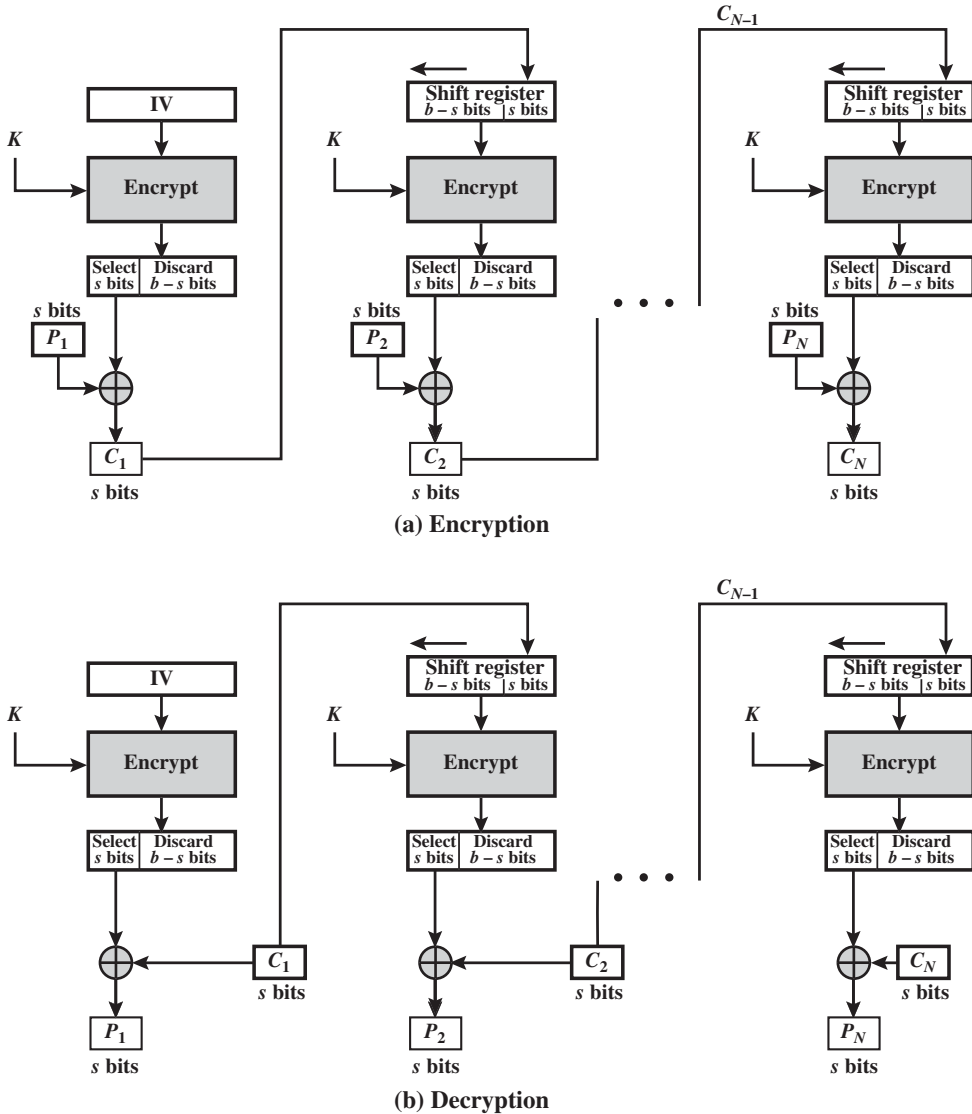 C_{N–1}
IV
Shift register
b – s bits | s bits
Shift register
b – s bits | s bits
K
K
K
Encrypt
Encrypt
Encrypt
Select
s bits
Discard
b – s bits
Select
s bits
Discard
b – s bits
Select
s bits
Discard
b – s bits
• • •
s bits
P_1
s bits
P_2
s bits
P_N
C_1
s bits
C_2
s bits
C_N
s bits
(a) Encryption
C_{N–1}
IV
Shift register
b – s bits | s bits
Shift register
b – s bits | s bits
K
K
K
Encrypt
Encrypt
Encrypt
Select
s bits
Discard
b – s bits
Select
s bits
Discard
b – s bits
Select
s bits
Discard
b – s bits
• • •
C_1
s bits
C_2
s bits
C_N
s bits
P_1
s bits
P_2
s bits
P_N
s bits
(b) Decryption